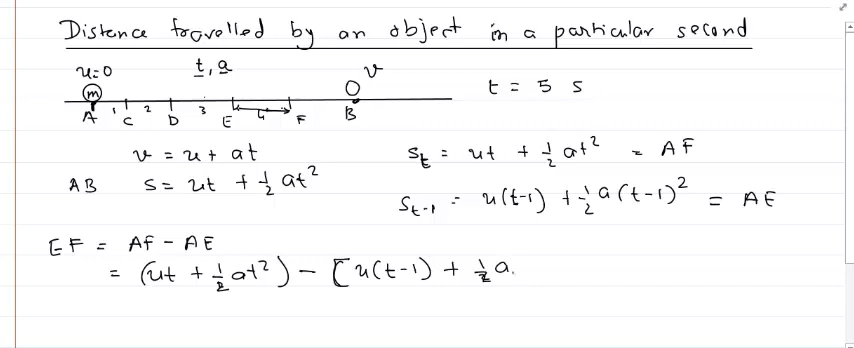 Distance travelled by an object in a particular second
u=0 t, a v
m t = 5 s
1 2 3 4
A C D E F B
v = u + at
S_t = ut + 1/2 at² = AF
AB S = ut + 1/2 at²
S_t-1 = u(t-1) + 1/2 a(t-1)² = AE
EF = AF - AE
= (ut + 1/2 at²) - [u(t-1) + 1/2 a